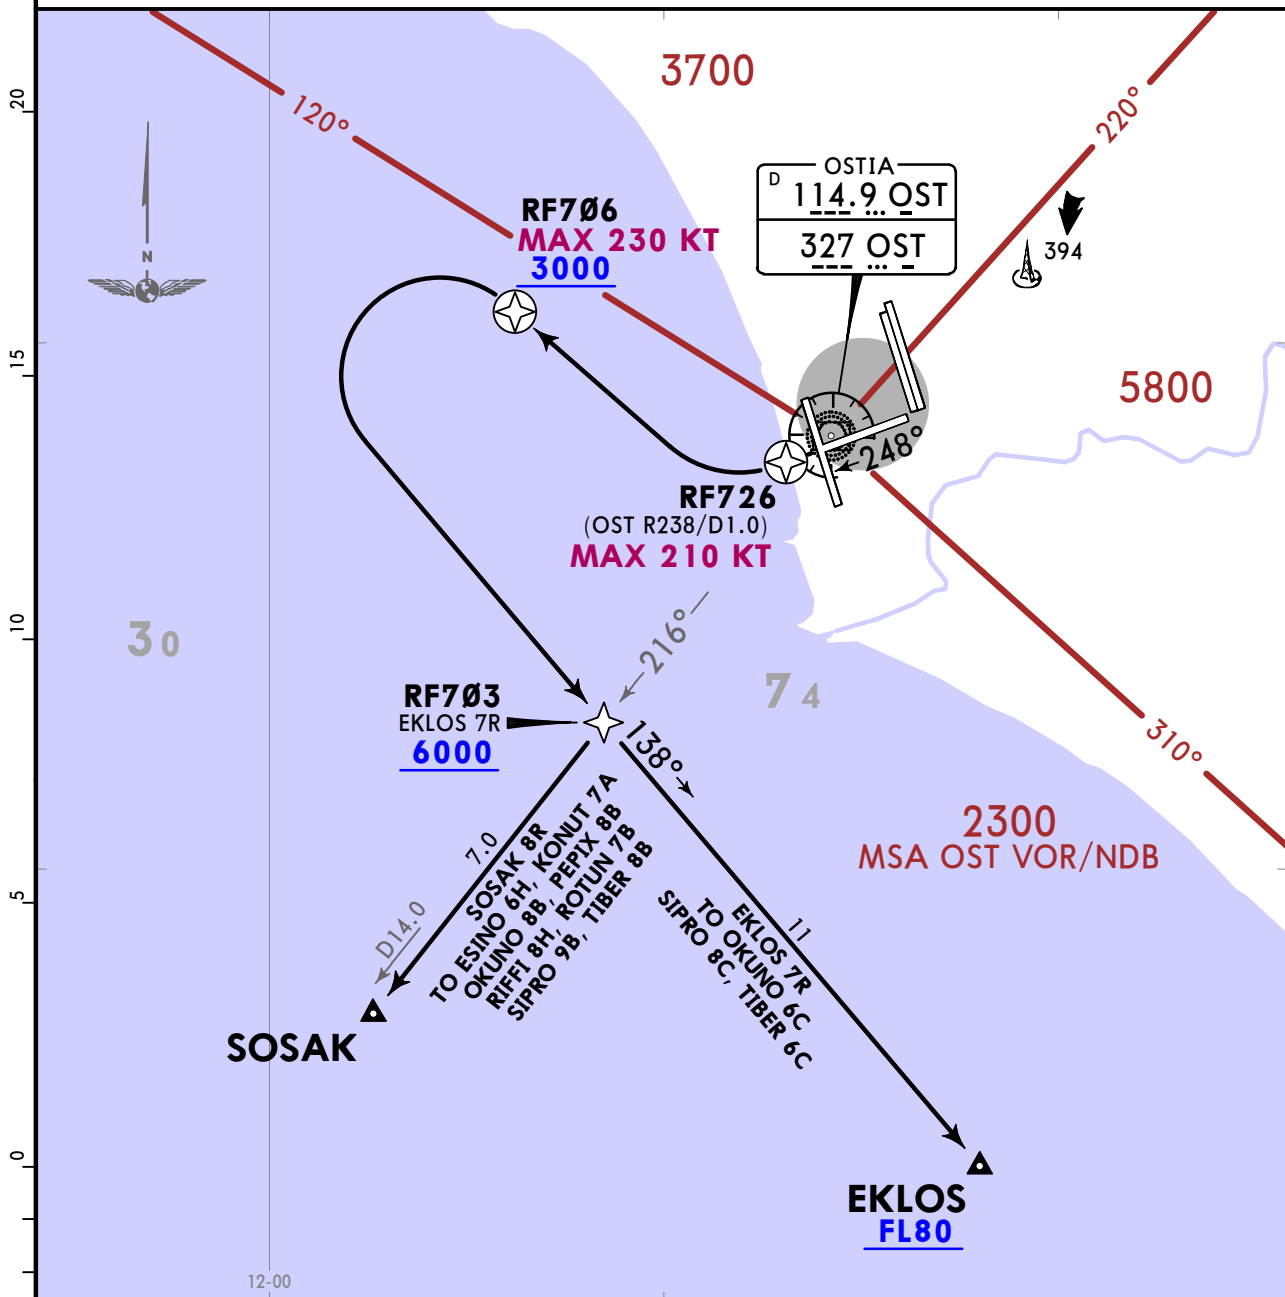 3700
20
120°
220°
OSTIA
D 114.9 OST
327 OST
RF7Ø6
MAX 230 KT
3000
394
N
15
5800
248°
RF726
(OST R238/D1.0)
MAX 210 KT
10
30
216°
74
RF7Ø3
EKLOS 7R
6000
138°
310°
2300
MSA OST VOR/NDB
7.0
SOSAK 8R
TO ESINO 6H, KONUT 7A
OKUNO 8B, PEPIX 8B
RIFFI 8H, ROTUN 7B
SIPRO 9B, TIBER 8B
11
EKLOS 7R
TO OKUNO 6C
SIPRO 8C, TIBER 6C
5
D14.0
SOSAK
0
EKLOS
FL80
12-00